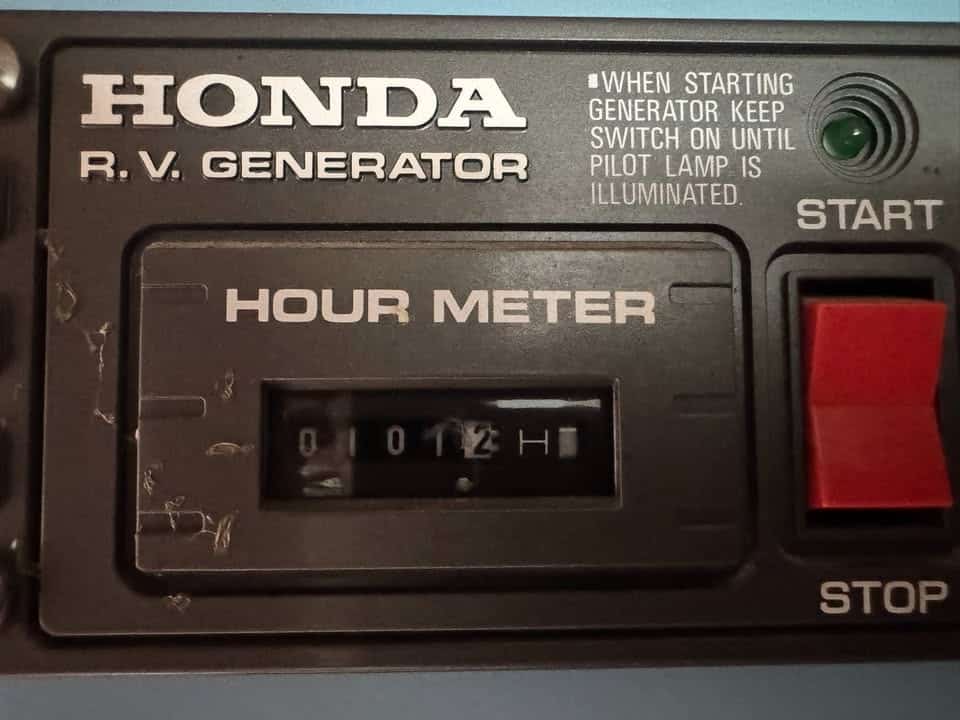 HONDA
R. V. GENERATOR
▪WHEN STARTING
GENERATOR KEEP
SWITCH ON UNTIL
PILOT LAMP IS
ILLUMINATED.
START
HOUR METER
01012 H
STOP